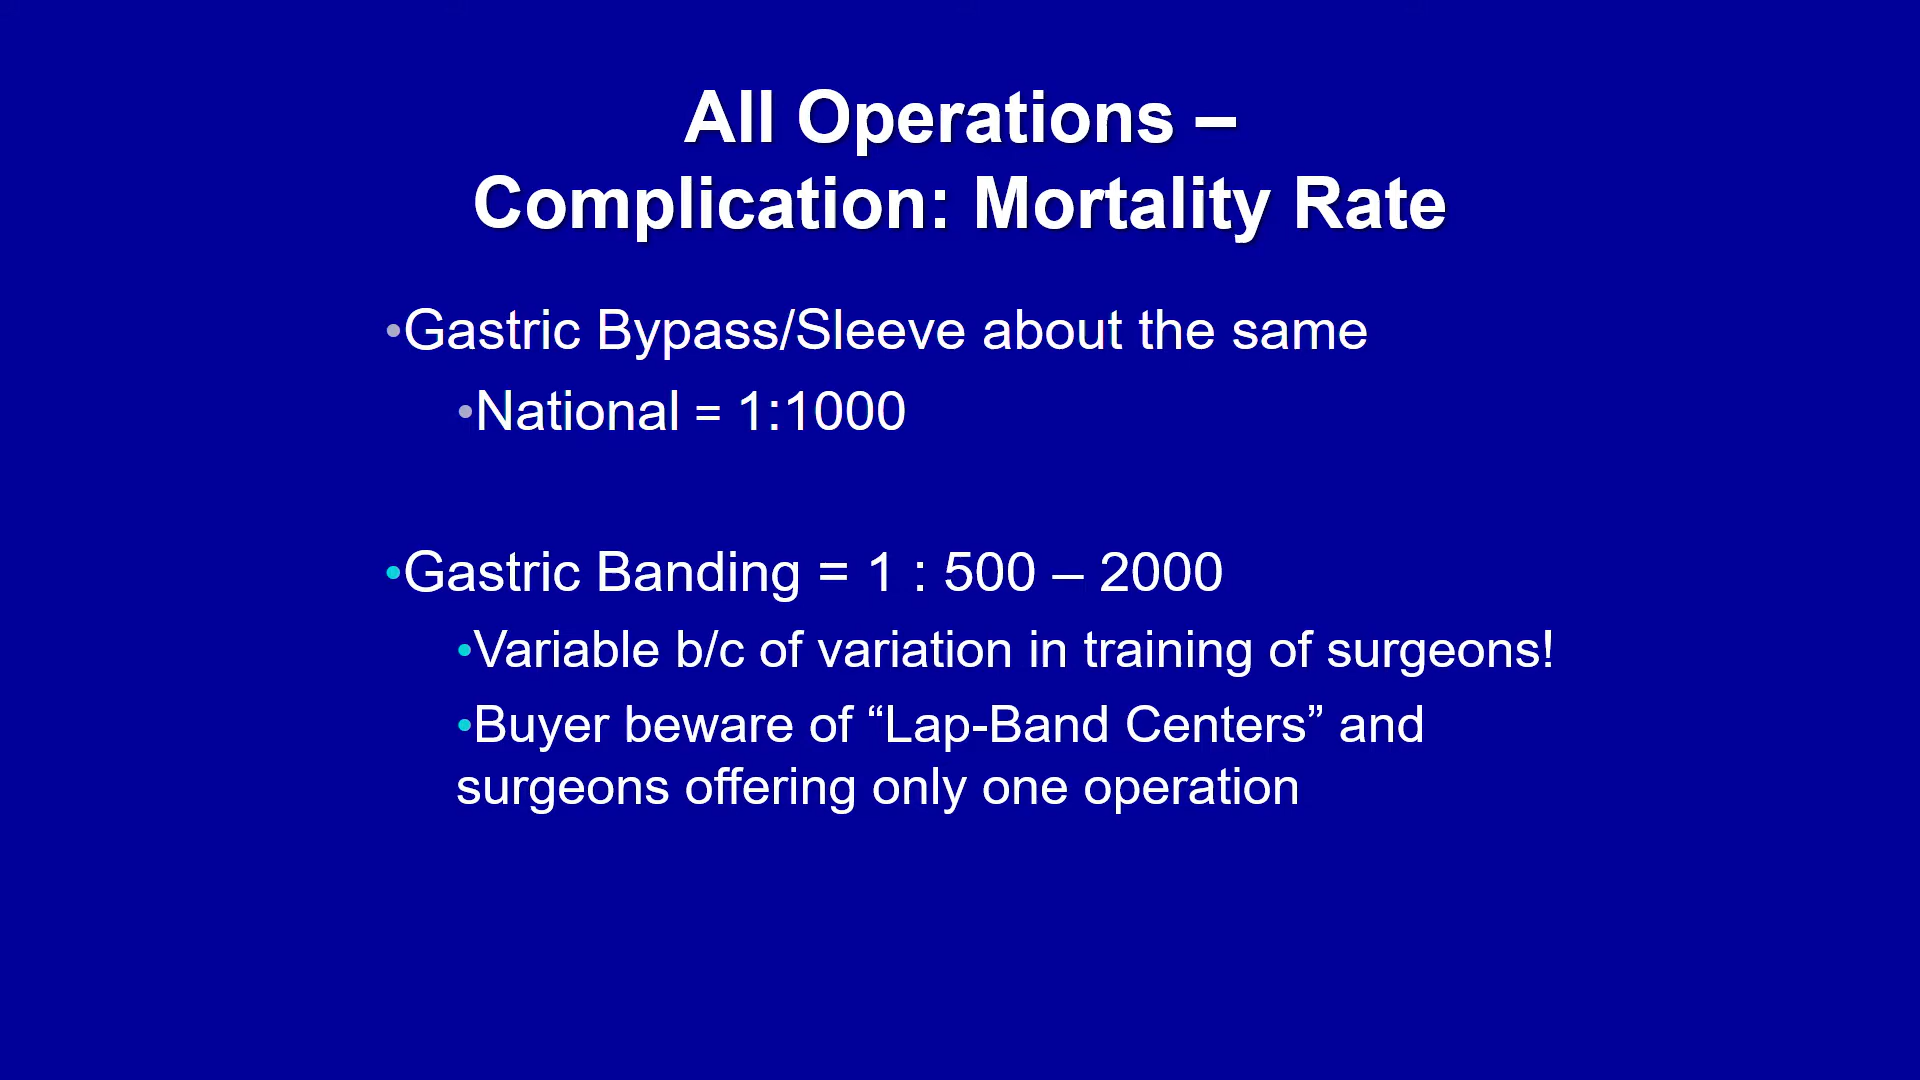 All Operations –
Complication: Mortality Rate
•Gastric Bypass/Sleeve about the same
•National = 1:1000
•Gastric Banding = 1 : 500 – 2000
•Variable b/c of variation in training of surgeons!
•Buyer beware of “Lap-Band Centers” and
surgeons offering only one operation